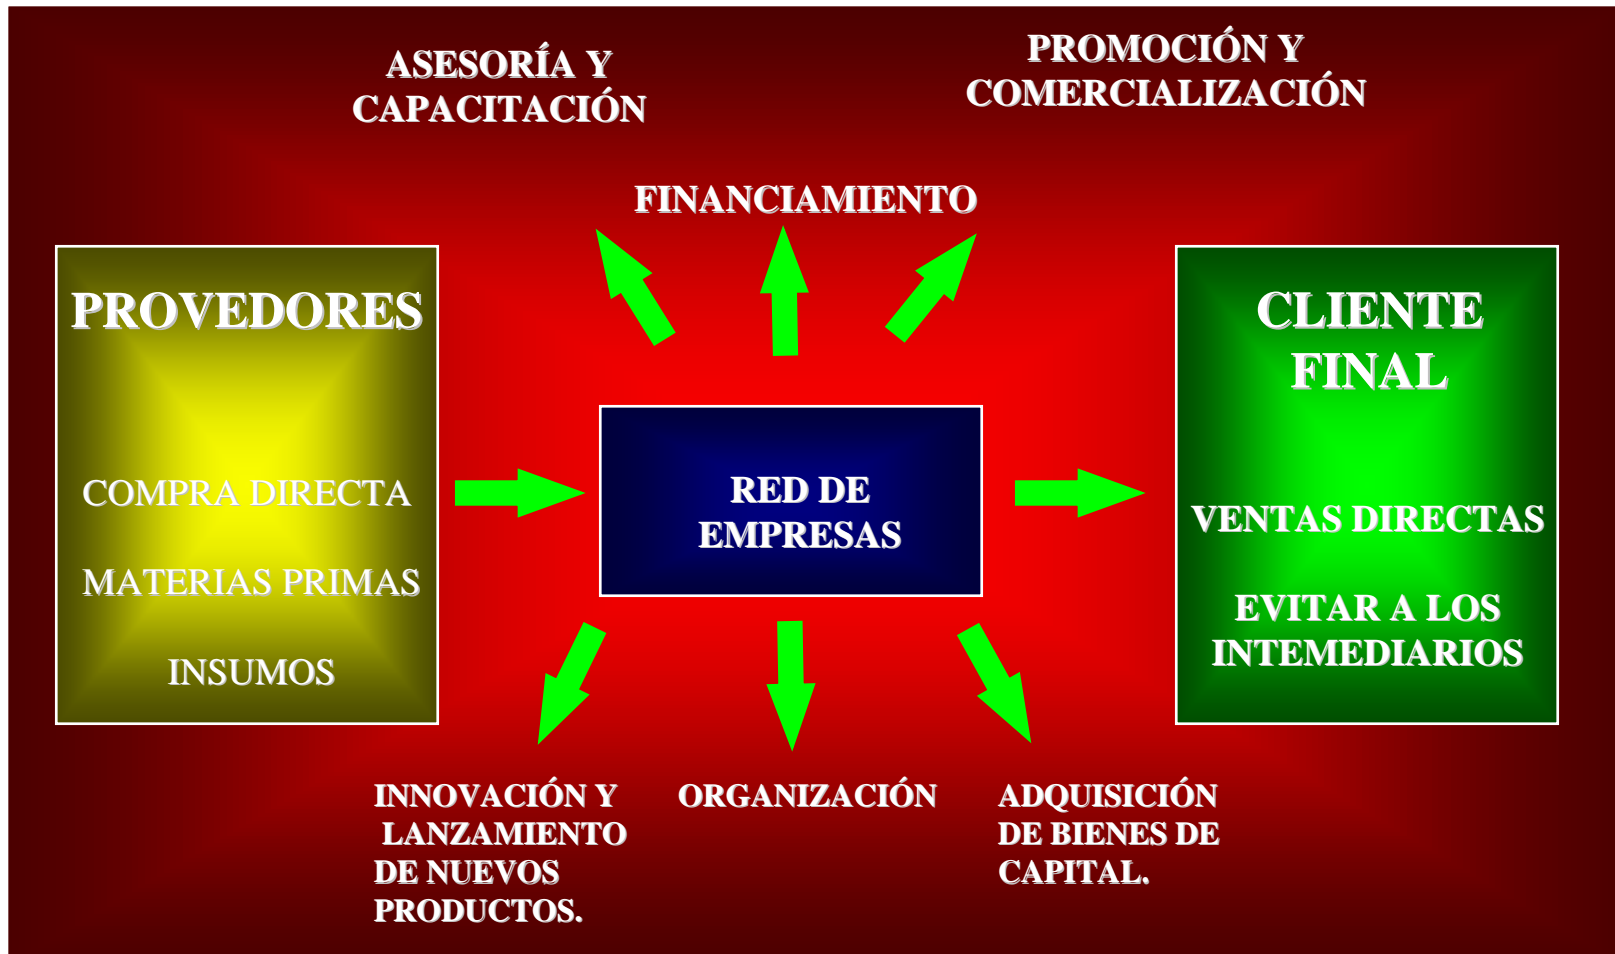 ASESORÍA Y
CAPACITACIÓN
PROMOCIÓN Y
COMERCIALIZACIÓN
FINANCIAMIENTO
PROVEDORES
COMPRA DIRECTA
MATERIAS PRIMAS
INSUMOS
RED DE
EMPRESAS
CLIENTE
FINAL
VENTAS DIRECTAS
EVITAR A LOS
INTEMEDIARIOS
INNOVACIÓN Y
LANZAMIENTO
DE NUEVOS
PRODUCTOS.
ORGANIZACIÓN
ADQUISICIÓN
DE BIENES DE
CAPITAL.